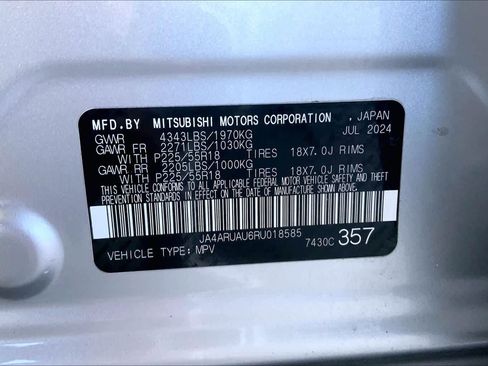 MFD.BY MITSUBISHI MOTORS CORPORATION , JAPAN
GVWR 4343LBS/1970KG JUL 2024
GAWR FR 2271LBS/1030KG
WITH P225/55R18 TIRES 18X7.0J RIMS
GAWR RR 2205LBS/1000KG
WITH P225/55R18 TIRES 18X7.0J RIMS
THIS VEHICLE CONFORMS TO ALL APPLICABLE FEDERAL MOTOR VEHICLE SAFETY, BUMPER AND THEFT
PREVENTION STANDARDS IN EFFECT ON THE DATE OF MANUFACTURE SHOWN ABOVE.
JA4ARUAU6RU018585
VEHICLE TYPE: MPV 7430C 357